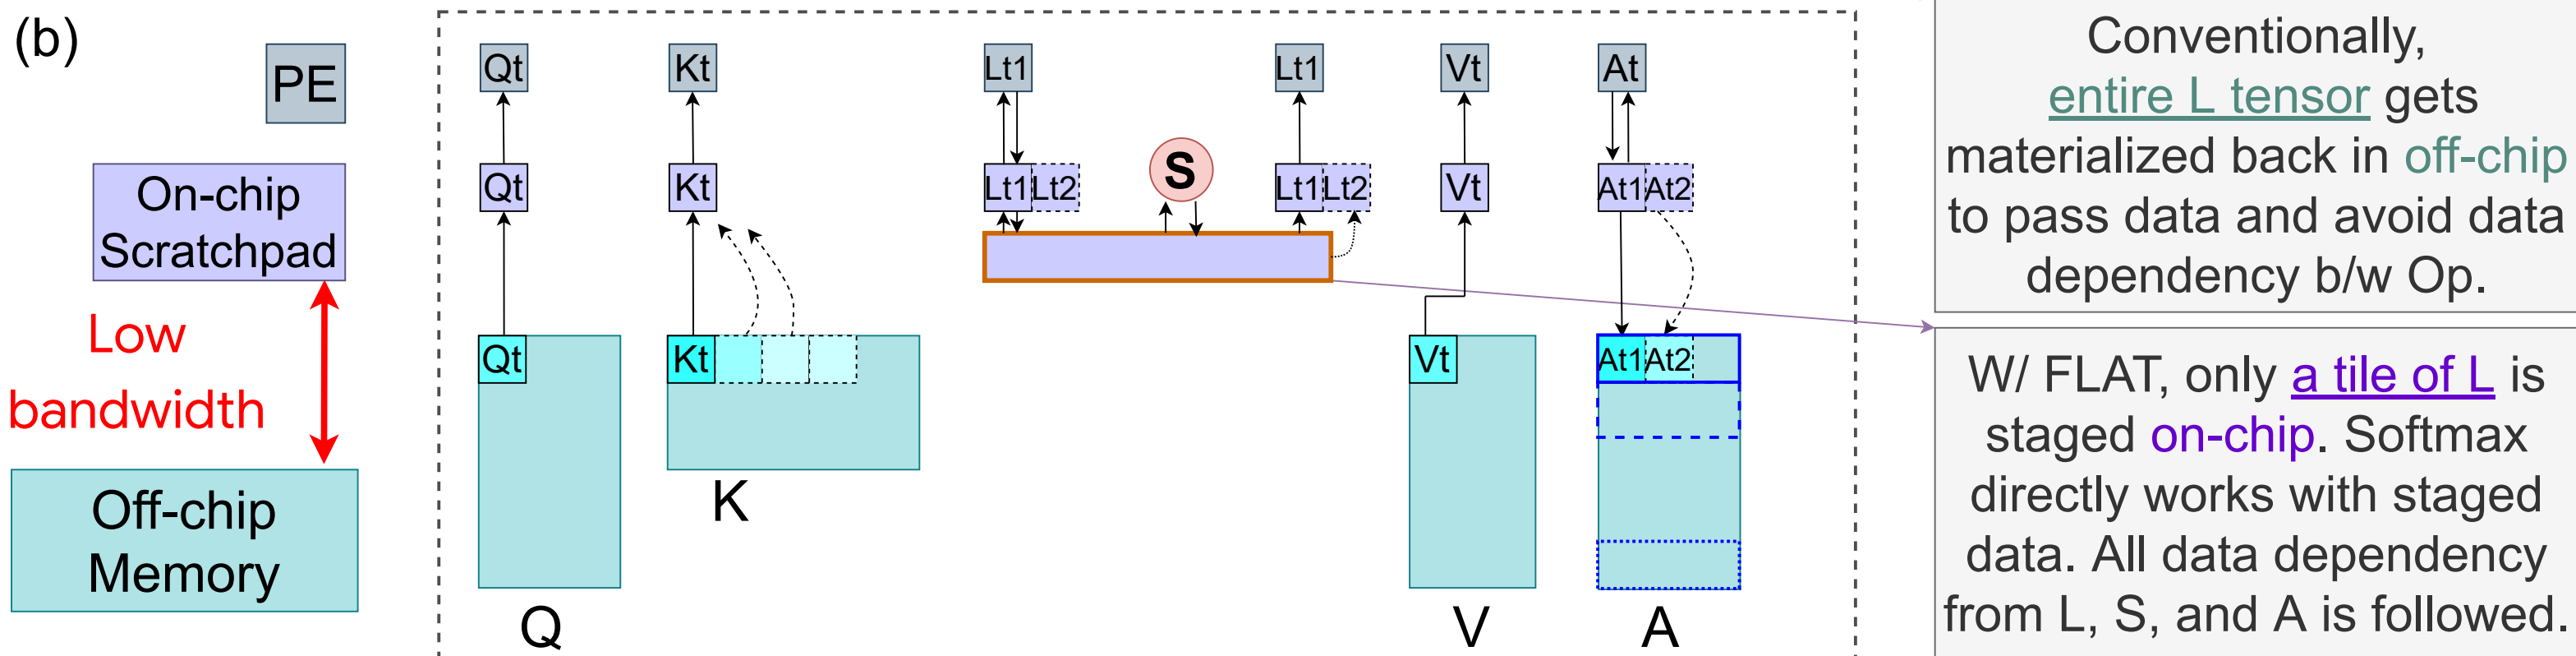 (b)
PE
On-chip
Scratchpad
Low
bandwidth
Off-chip
Memory
Qt
Kt
Lt1
Lt1
Vt
At
Qt
Kt
Lt1 Lt2
S
Lt1 Lt2
Vt
At1 At2
Qt
Kt
Vt
At1 At2
K
Q
V
A
Conventionally,
entire L tensor gets
materialized back in off-chip
to pass data and avoid data
dependency b/w Op.
W/ FLAT, only a tile of L is
staged on-chip. Softmax
directly works with staged
data. All data dependency
from L, S, and A is followed.